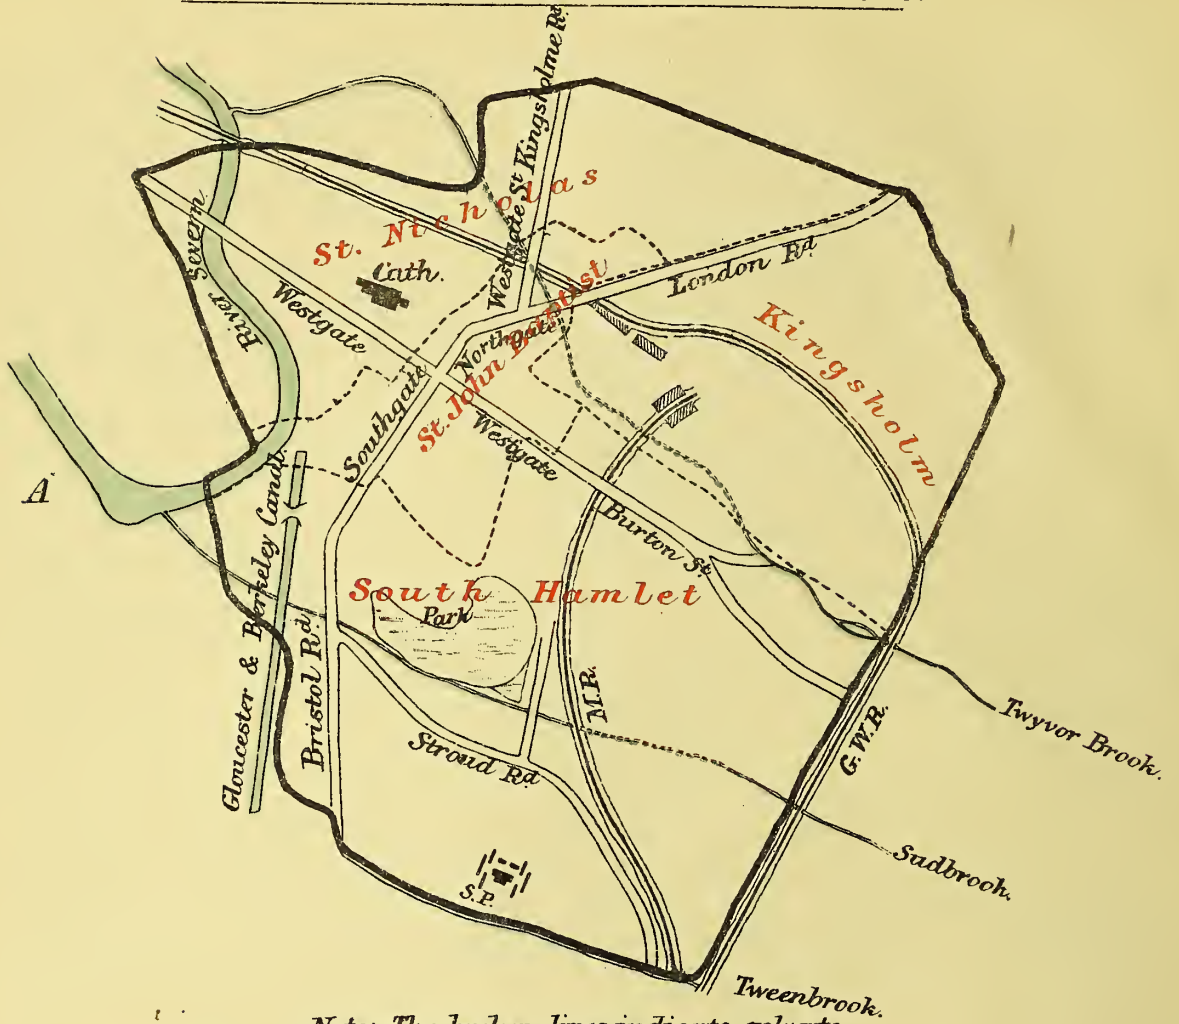 Kingsholme Rd
Westgate St
St. Nicholas
Cath.
River Severn
Westgate
London Rd
Northgate
St. John Baptist
Kingsholm
Southgate
Westgate
A
Burton St.
Gloucester & Berkeley Canal.
South Hamlet
Park
Bristol Rd
M.R.
Stroud Rd
G.W.R.
Twyvor Brook.
Sudbrook.
S.P.
Tweenbrook.